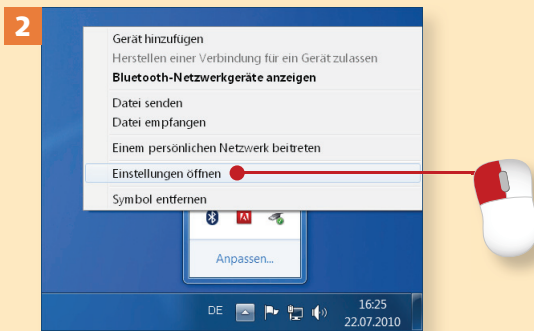 2
Gerät hinzufügen
Herstellen einer Verbindung für ein Gerät zulassen
Bluetooth-Netzwerkgeräte anzeigen
Datei senden
Datei empfangen
Einem persönlichen Netzwerk beitreten
Einstellungen öffnen
Symbol entfernen
Anpassen...
DE
16:25
22.07.2010